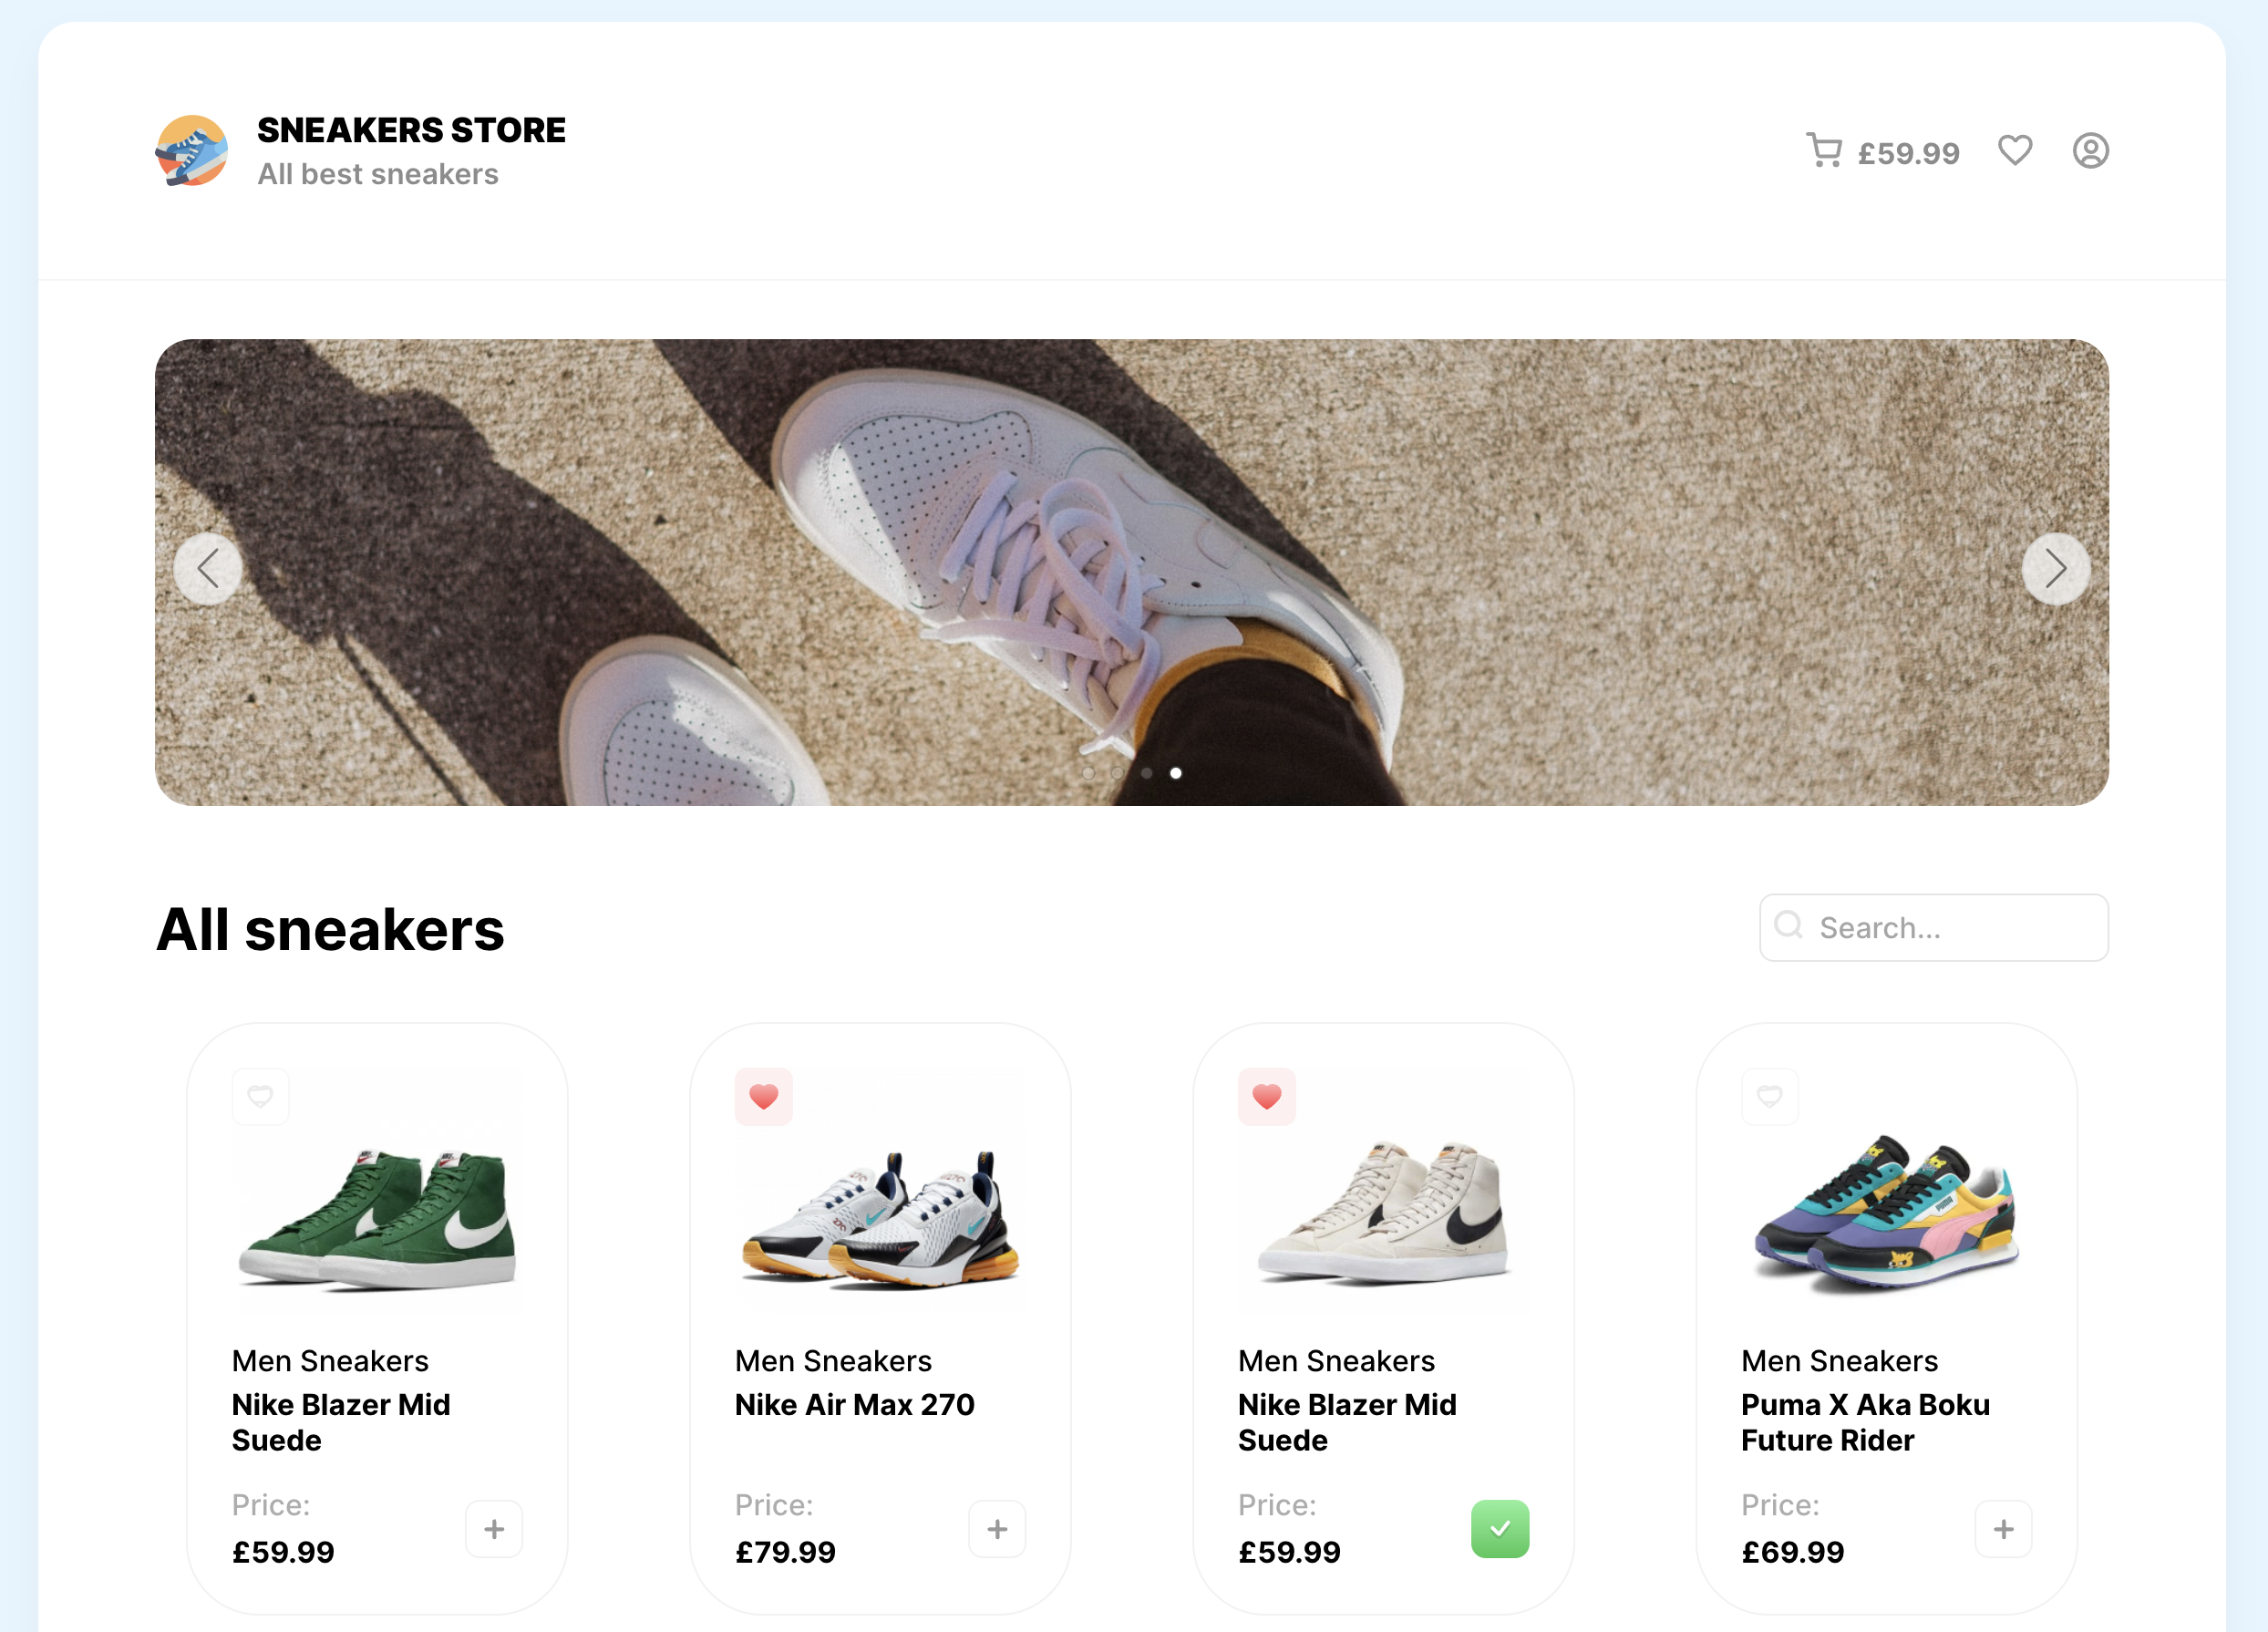 SNEAKERS STORE
All best sneakers
£59.99
All sneakers
Search...
Men Sneakers
Nike Blazer Mid
Suede
Price:
£59.99
Men Sneakers
Nike Air Max 270
Price:
£79.99
Men Sneakers
Nike Blazer Mid
Suede
Price:
£59.99
Men Sneakers
Puma X Aka Boku
Future Rider
Price:
£69.99